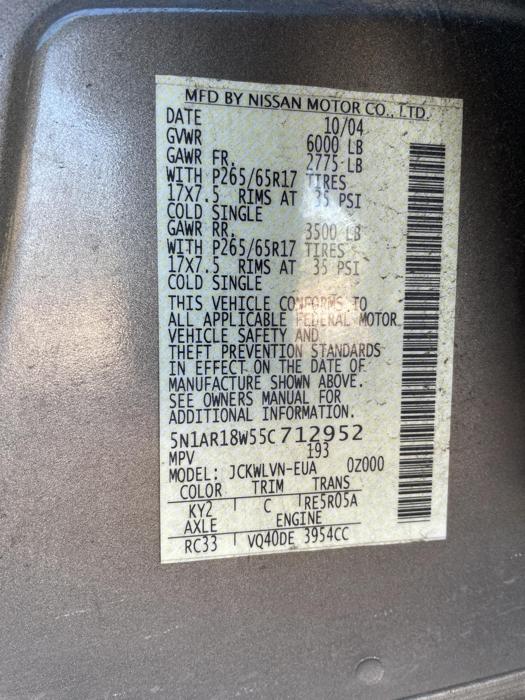 MFD BY NISSAN MOTOR CO., LTD.
DATE 10/04
GVWR 6000 LB
GAWR FR. 2775 LB
WITH P265/65R17 TIRES
17X7.5 RIMS AT 35 PSI
COLD SINGLE
GAWR RR. 3500 LB
WITH P265/65R17 TIRES
17X7.5 RIMS AT 35 PSI
COLD SINGLE
THIS VEHICLE CONFORMS TO
ALL APPLICABLE FEDERAL MOTOR
VEHICLE SAFETY AND
THEFT PREVENTION STANDARDS
IN EFFECT ON THE DATE OF
MANUFACTURE SHOWN ABOVE.
SEE OWNERS MANUAL FOR
ADDITIONAL INFORMATION.
5N1AR18W55C712952
MPV 193
MODEL: JCKWLVN-EUA 0Z000
COLOR TRIM TRANS
KY2 C RE5R05A
AXLE ENGINE
RC33 VQ40DE 3954CC